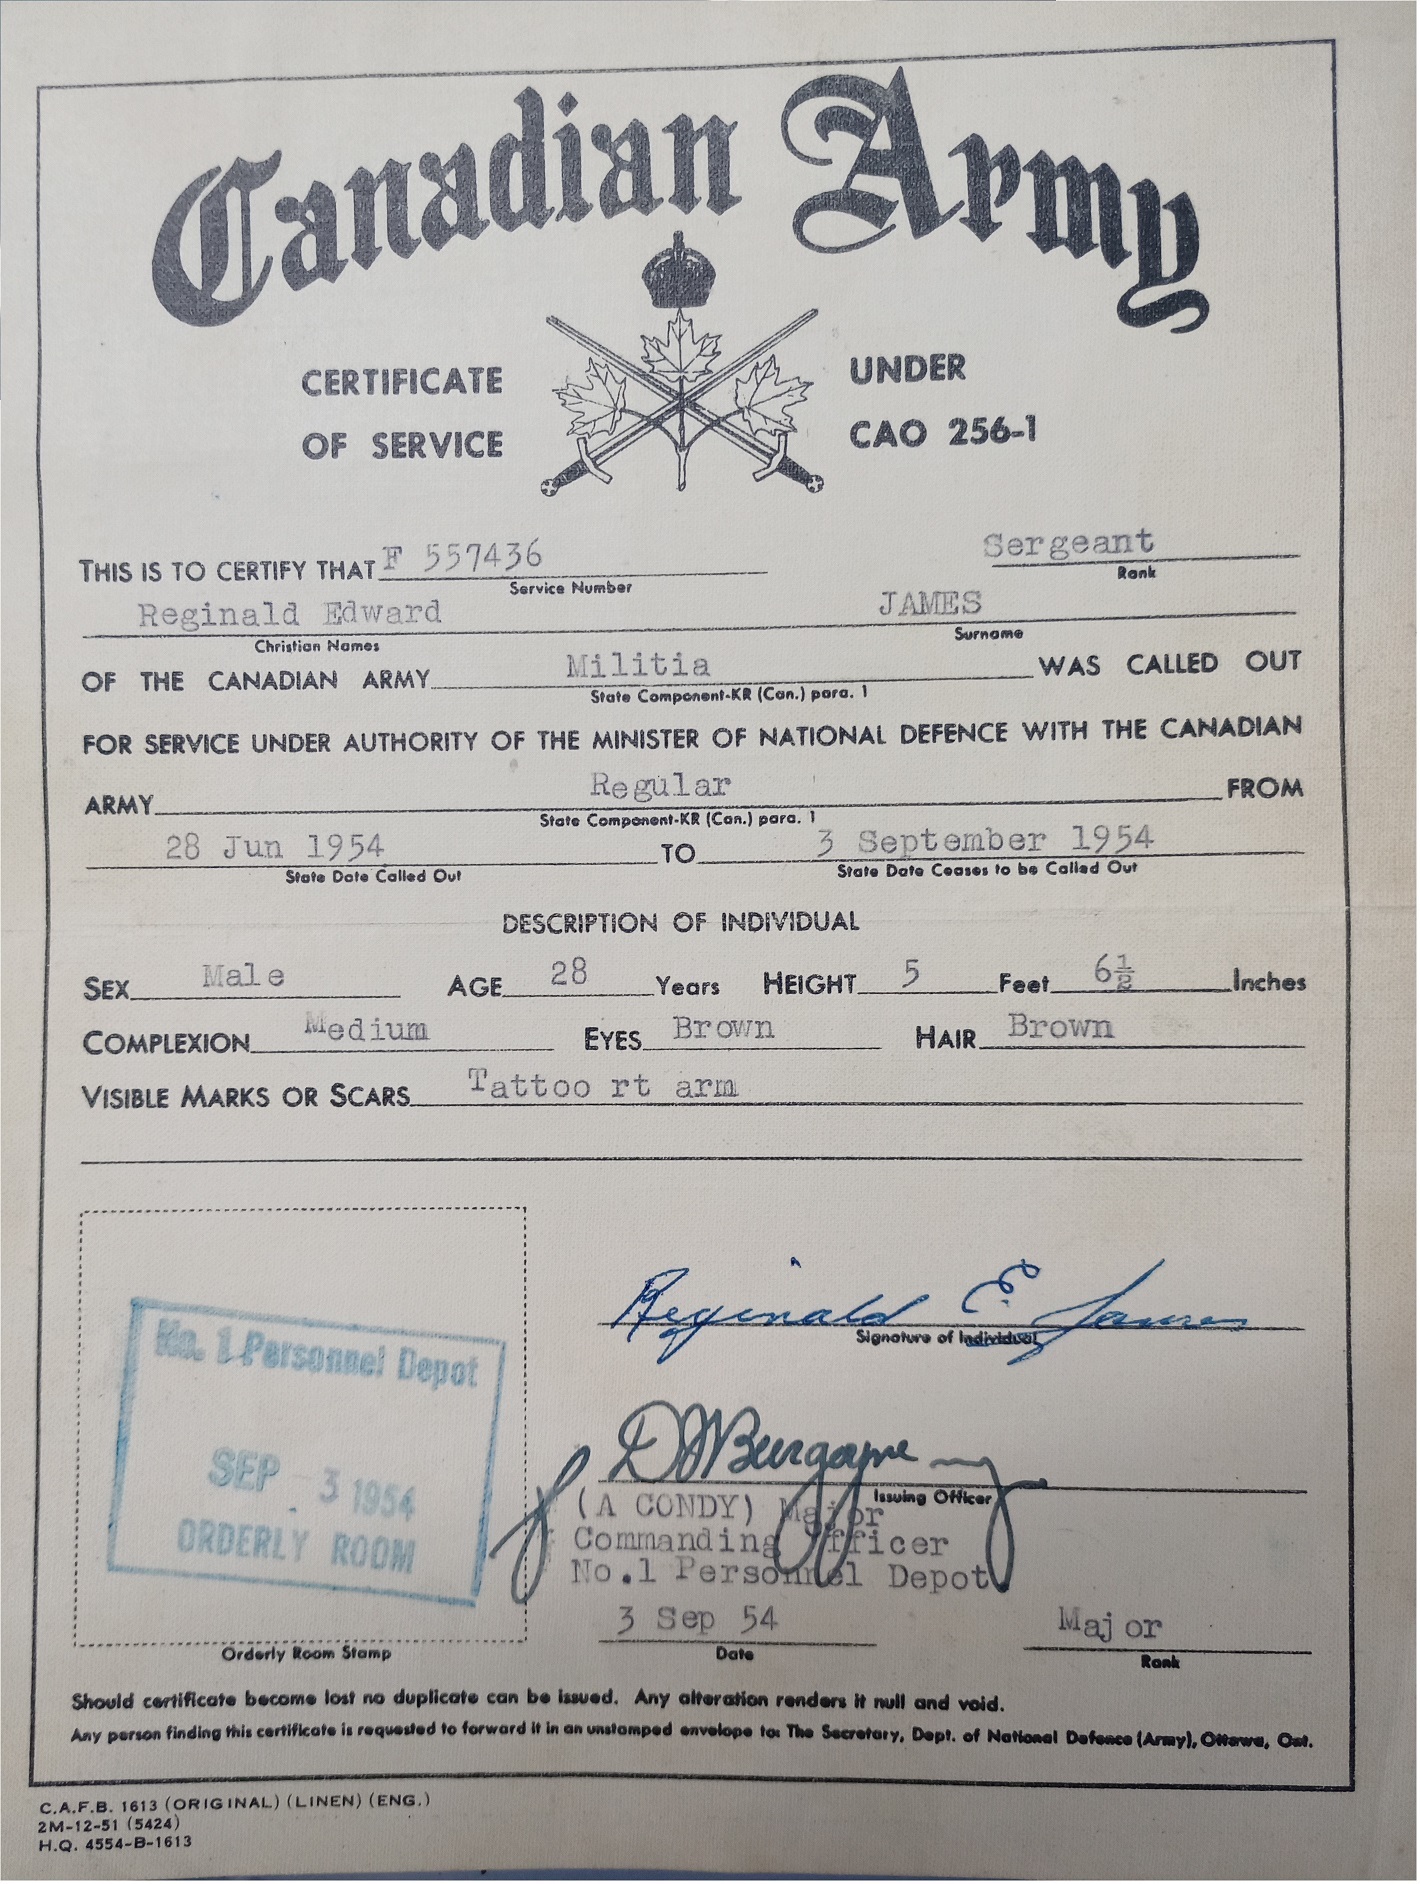 Canadian Army
CERTIFICATE UNDER
OF SERVICE CAO 256-1
THIS IS TO CERTIFY THAT F 557436 Sergeant
Service Number Rank
Reginald Edward JAMES
Christian Names Surname
OF THE CANADIAN ARMY Militia WAS CALLED OUT
State Component-KR (Can.) para. 1
FOR SERVICE UNDER AUTHORITY OF THE MINISTER OF NATIONAL DEFENCE WITH THE CANADIAN
ARMY Regular FROM
State Component-KR (Can.) para. 1
28 Jun 1954 TO 3 September 1954
State Date Called Out State Date Ceases to be Called Out
DESCRIPTION OF INDIVIDUAL
SEX Male AGE 28 Years HEIGHT 5 Feet 6½ Inches
COMPLEXION Medium EYES Brown HAIR Brown
VISIBLE MARKS OR SCARS Tattoo rt arm
Reginald E. James
Signature of Individual
No. 1 Personnel Depot
SEP 3 1954
ORDERLY ROOM
Orderly Room Stamp
Burgoyne
Issuing Officer
(A CONDY) Major
Commanding Officer
No.1 Personnel Depot
3 Sep 54 Major
Date Rank
Should certificate become lost no duplicate can be issued. Any alteration renders it null and void.
Any person finding this certificate is requested to forward it in an unstamped envelope to: The Secretary, Dept. of National Defence (Army), Ottawa, Ont.
C.A.F.B. 1613 (ORIGINAL) (LINEN) (ENG.)
2M-12-51 (5424)
H.Q. 4554-B-1613